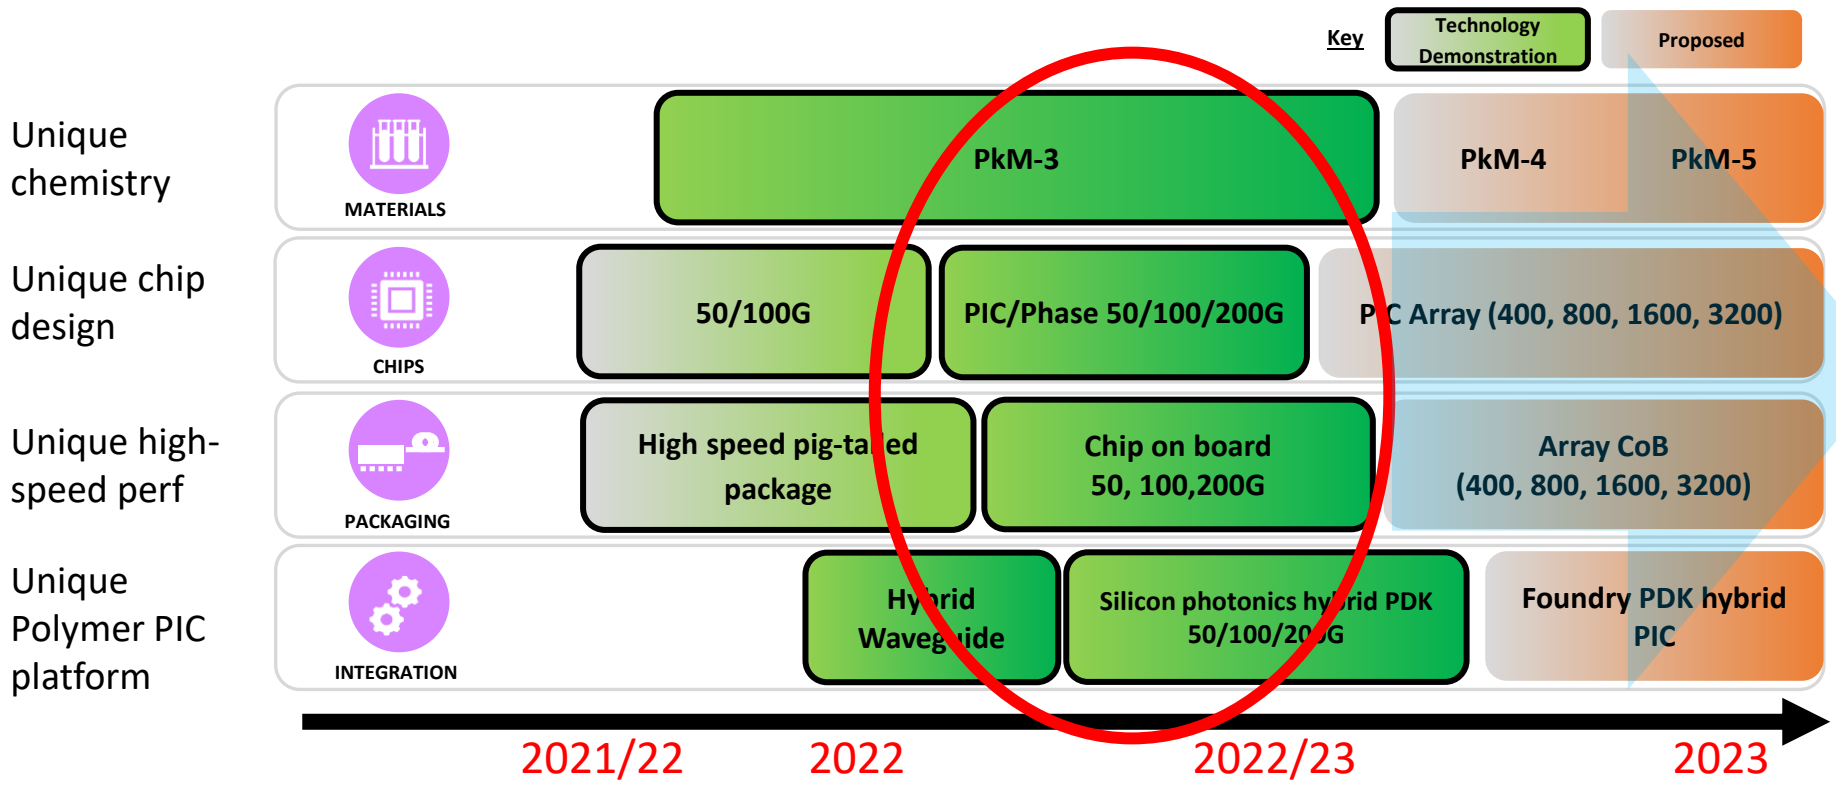 Key
Technology
Demonstration
Proposed
Unique
chemistry
MATERIALS
PkM-3
PkM-4
PkM-5
Unique chip
design
CHIPS
50/100G
PIC/Phase 50/100/200G
PIC Array (400, 800, 1600, 3200)
Unique high-
speed perf
PACKAGING
High speed pig-tailed
package
Chip on board
50, 100,200G
Array CoB
(400, 800, 1600, 3200)
Unique
Polymer PIC
platform
INTEGRATION
Hybrid
Waveguide
Silicon photonics hybrid PDK
50/100/200G
Foundry PDK hybrid
PIC
2021/22
2022
2022/23
2023